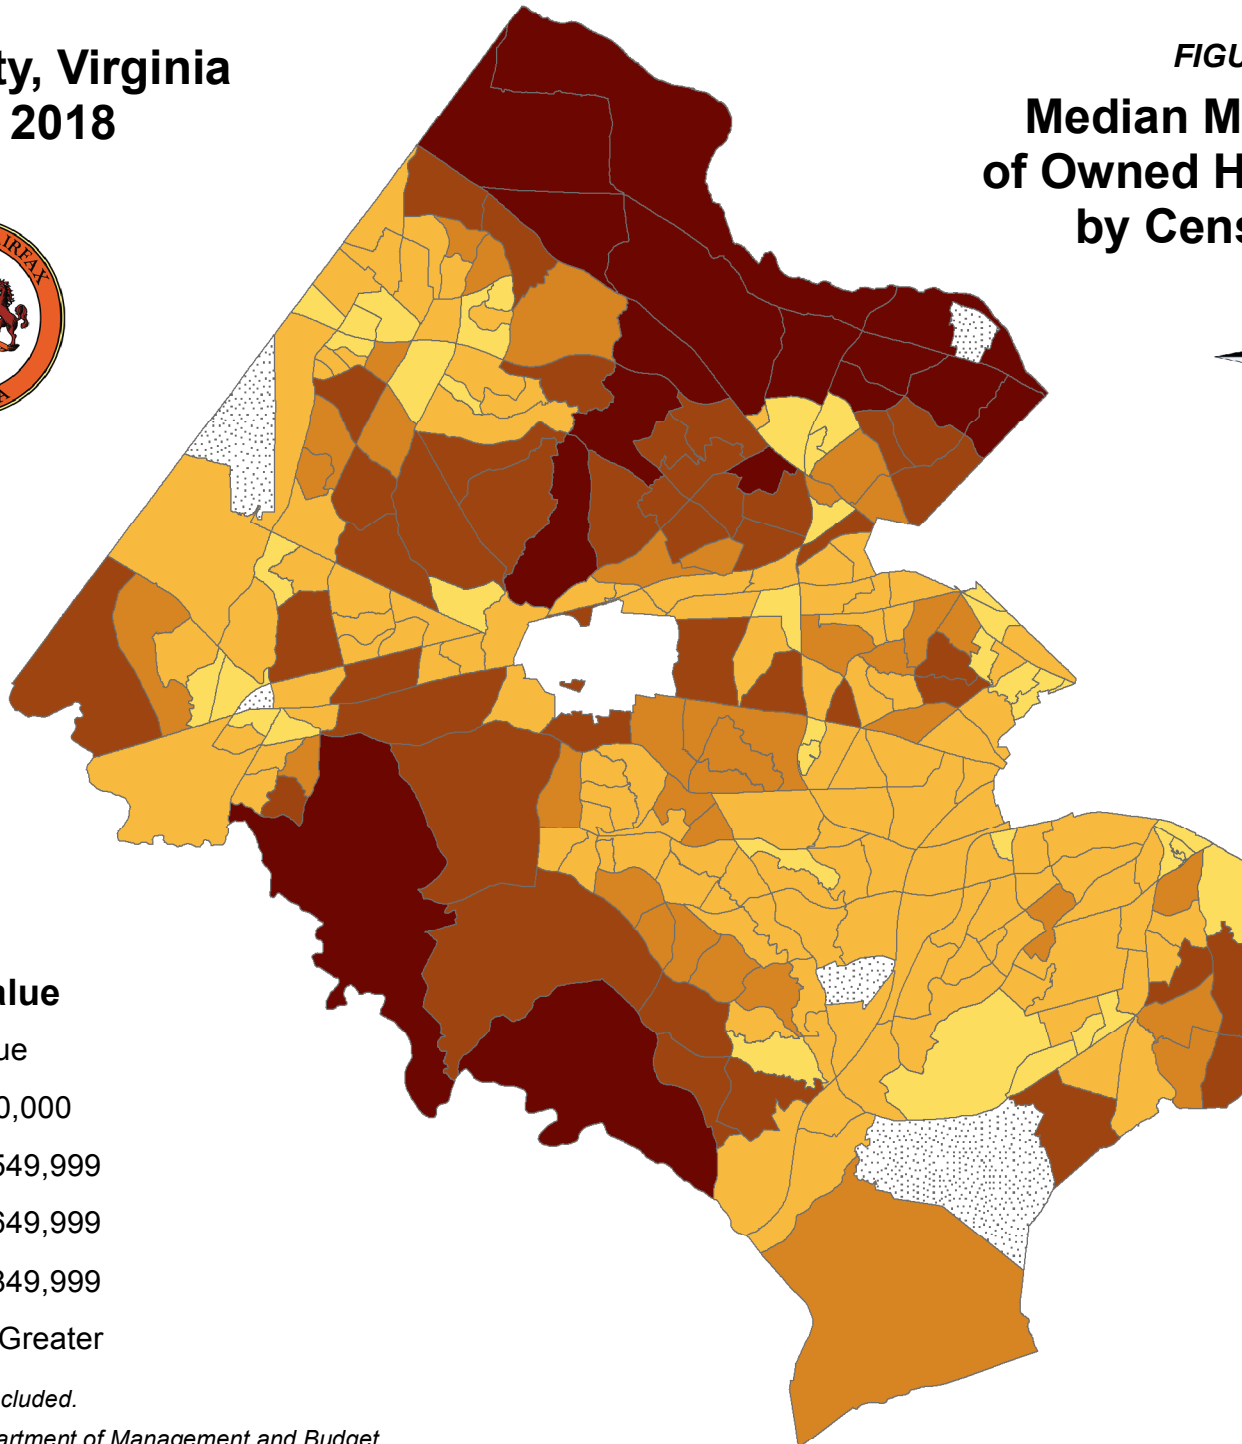 ty, Virginia
2018
FIGU
Median M
of Owned H
by Cens
IRFAX
A
alue
ue
0,000
549,999
649,999
849,999
Greater
cluded.
artment of Management and Budget